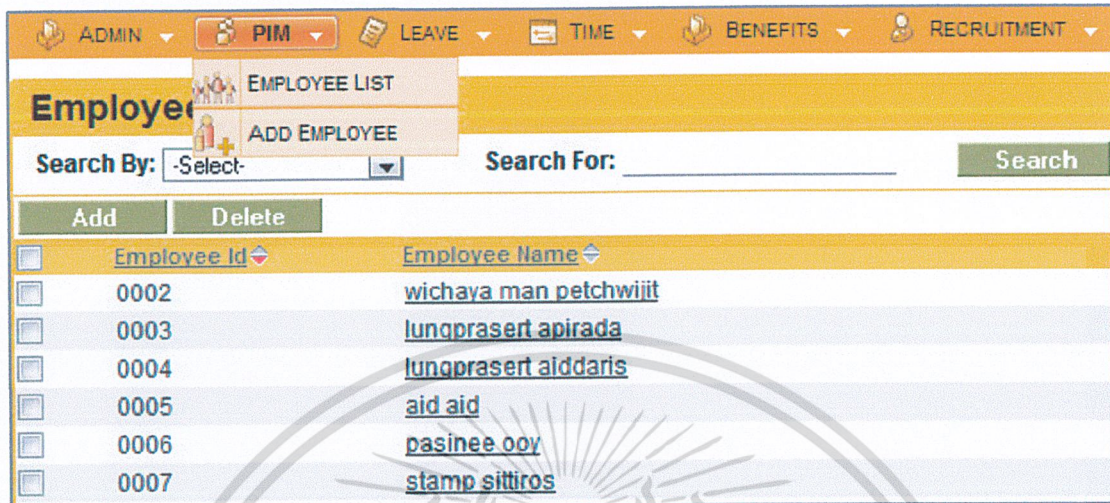 ADMIN PIM LEAVE TIME BENEFITS RECRUITMENT
EMPLOYEE LIST
Employee
ADD EMPLOYEE
Search By: -Select- Search For: Search
Add Delete
Employee Id Employee Name
0002 wichaya man petchwijit
0003 lungprasert apirada
0004 lungprasert aiddaris
0005 aid aid
0006 pasinee ooy
0007 stamp sittiros